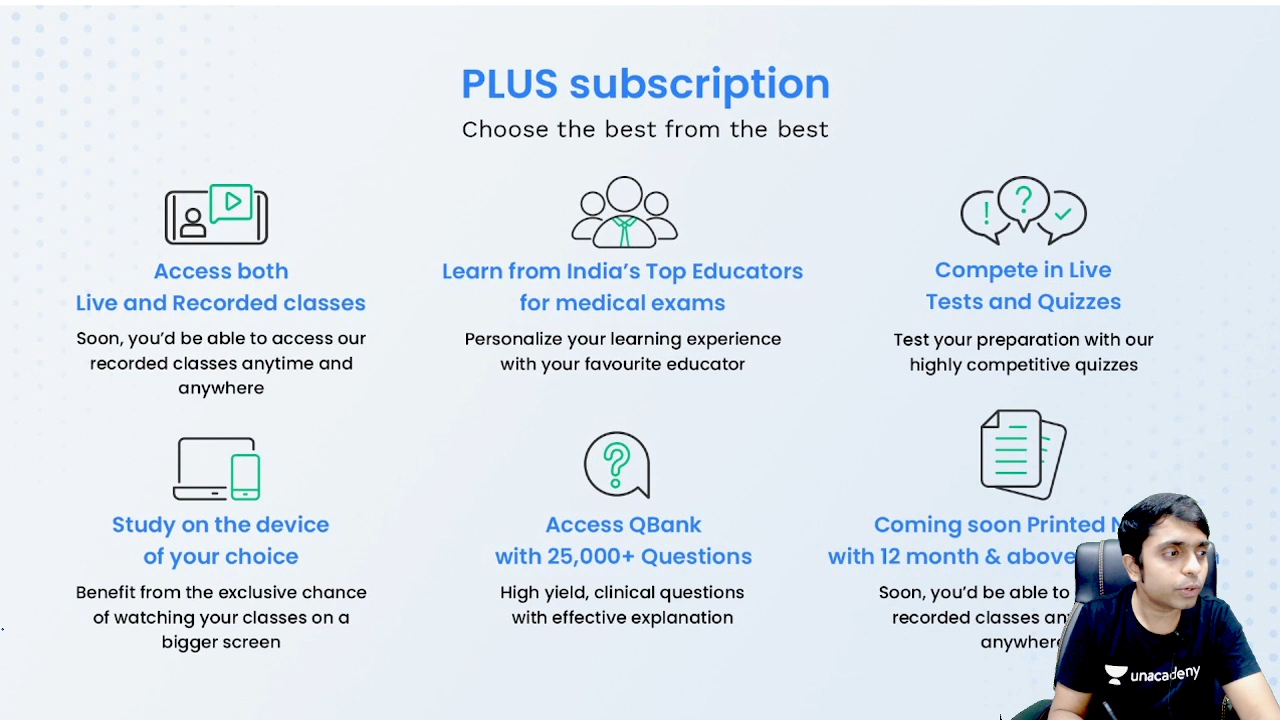 PLUS subscription
Choose the best from the best
Access both
Live and Recorded classes
Soon, you’d be able to access our
recorded classes anytime and
anywhere
Learn from India’s Top Educators
for medical exams
Personalize your learning experience
with your favourite educator
Compete in Live
Tests and Quizzes
Test your preparation with our
highly competitive quizzes
Study on the device
of your choice
Benefit from the exclusive chance
of watching your classes on a
bigger screen
Access QBank
with 25,000+ Questions
High yield, clinical questions
with effective explanation
Coming soon Printed
with 12 month & above
Soon, you’d be able to
recorded classes
anywhere
unacademy